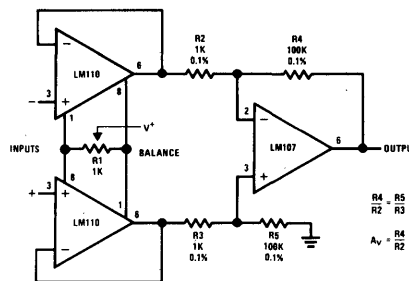 R2
1K
0.1%
R4
100K
0.1%
−
LM110
6
8
− 3
+
1
V+
INPUTS
R1
1K
BALANCE
2
−
LM107
6
OUTPUT
3
+
8
1
+ 3
+
LM110
6
−
R3
1K
0.1%
R5
100K
0.1%
R4/R2 = R5/R3
AV = R4/R2